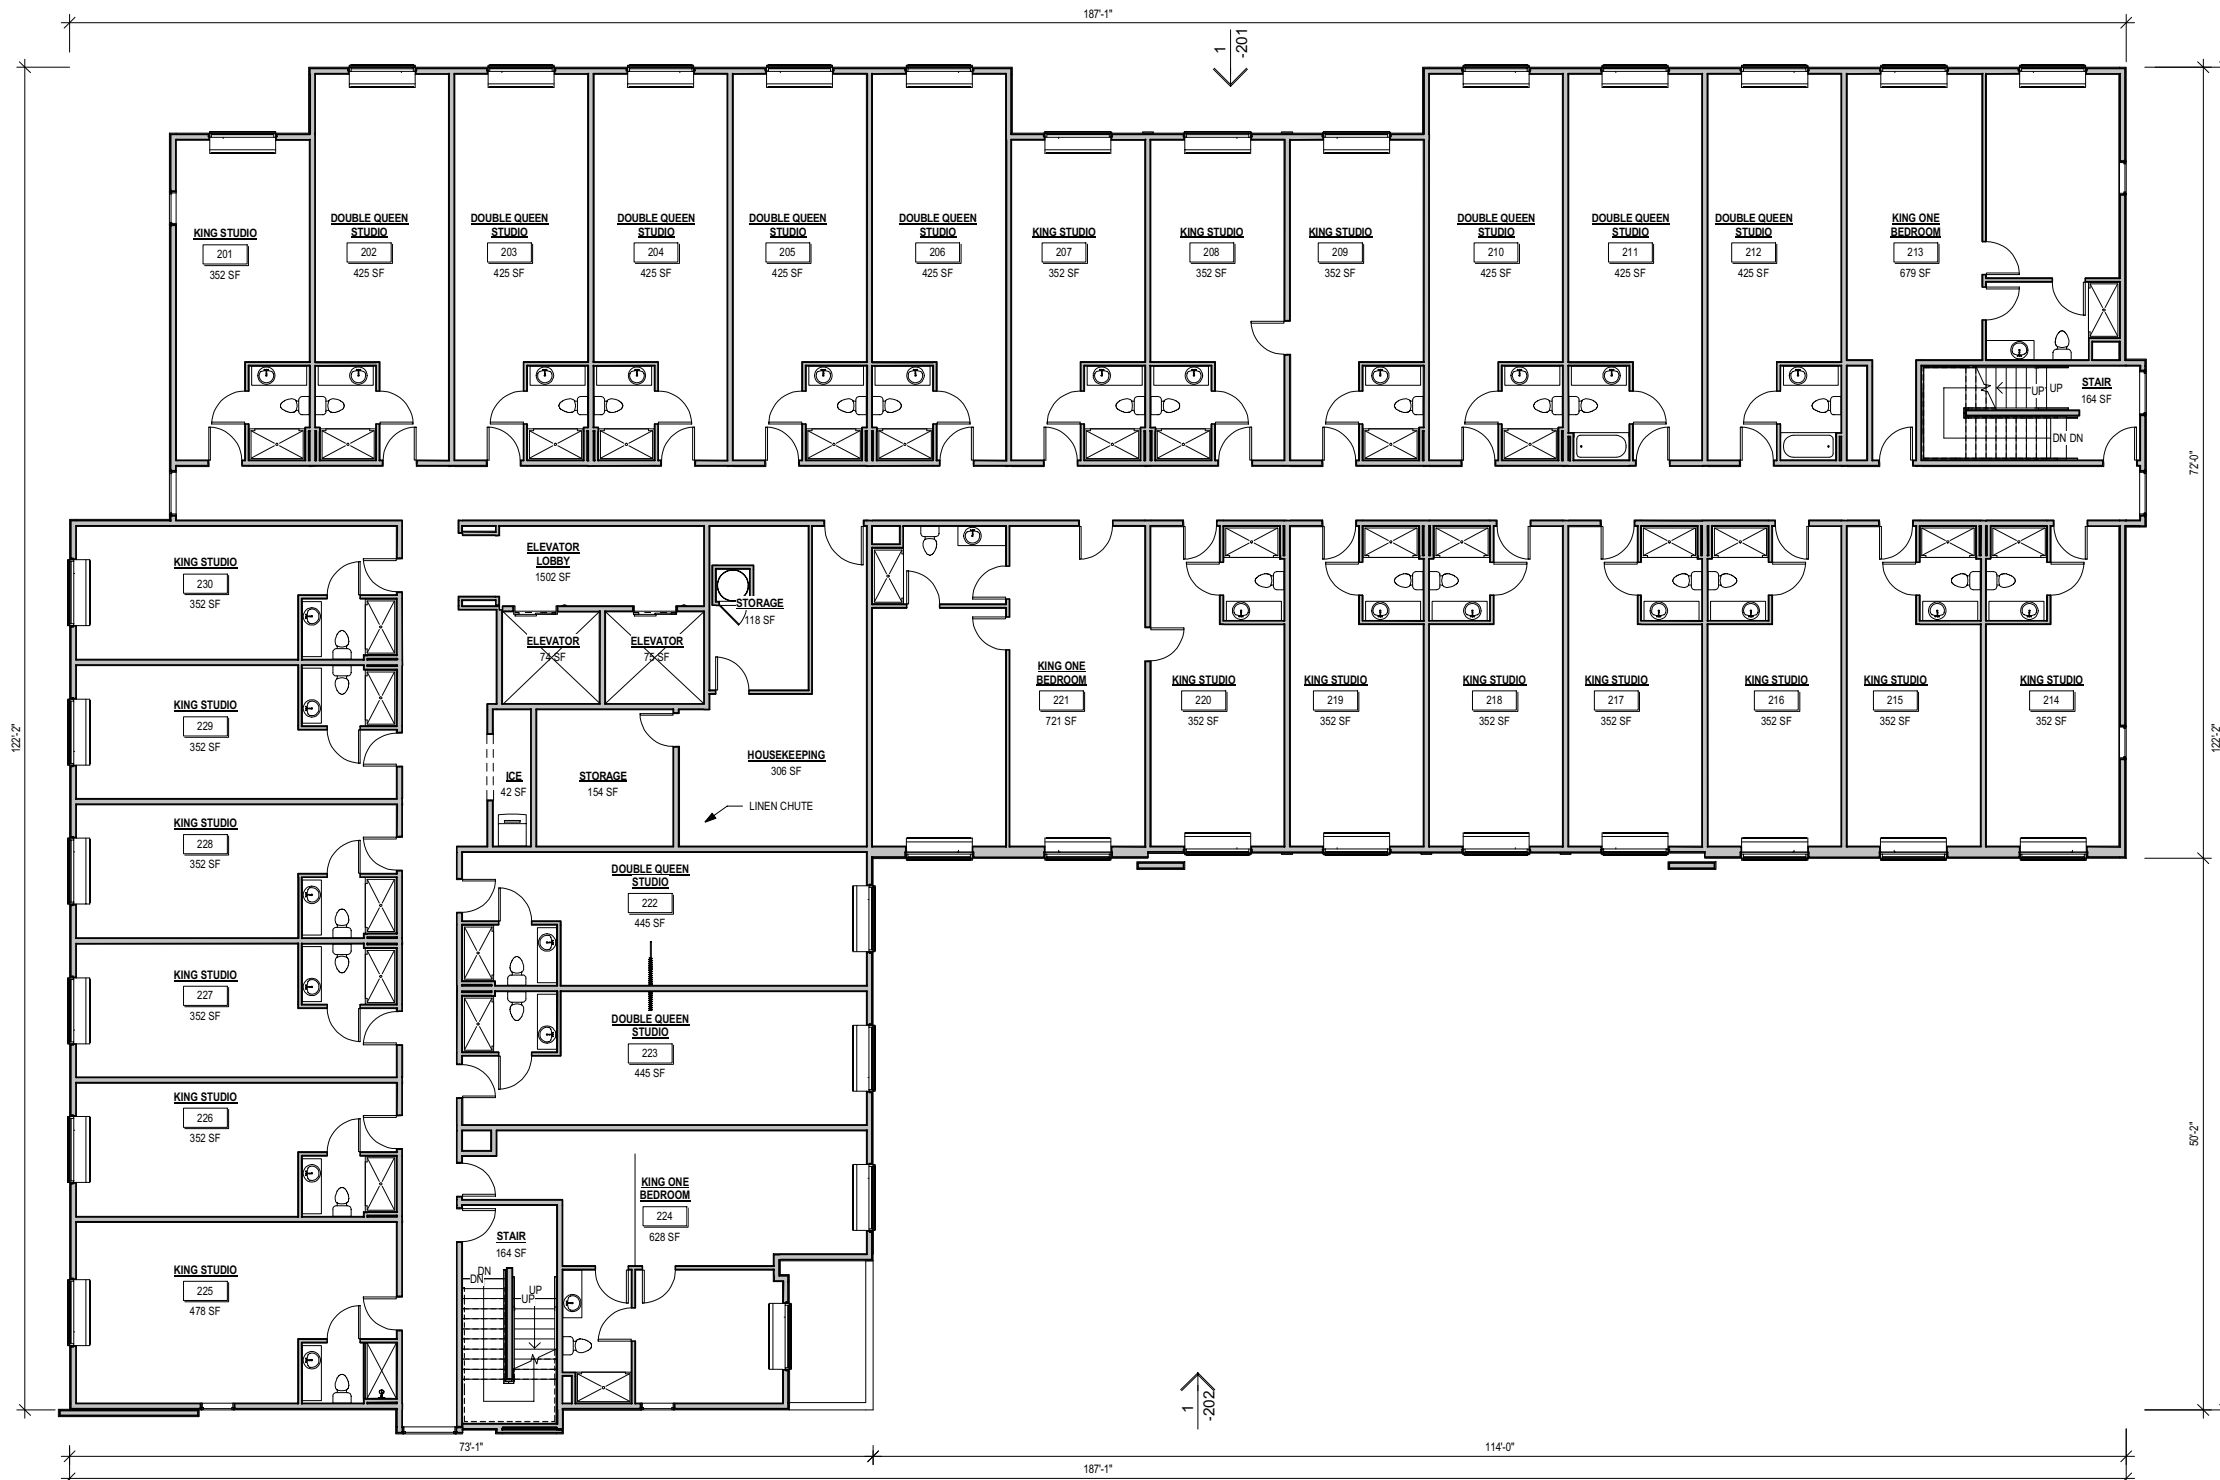 187'-1"
1
-201
KING STUDIO
201
352 SF
DOUBLE QUEEN
STUDIO
202
425 SF
DOUBLE QUEEN
STUDIO
203
425 SF
DOUBLE QUEEN
STUDIO
204
425 SF
DOUBLE QUEEN
STUDIO
205
425 SF
DOUBLE QUEEN
STUDIO
206
425 SF
KING STUDIO
207
352 SF
KING STUDIO
208
352 SF
KING STUDIO
209
352 SF
DOUBLE QUEEN
STUDIO
210
425 SF
DOUBLE QUEEN
STUDIO
211
425 SF
DOUBLE QUEEN
STUDIO
212
425 SF
KING ONE
BEDROOM
213
679 SF
STAIR
164 SF
UP
UP
DN DN
72'-0"
122'-2"
122'-2"
KING STUDIO
230
352 SF
ELEVATOR
LOBBY
1502 SF
STORAGE
118 SF
ELEVATOR
74 SF
ELEVATOR
75 SF
KING STUDIO
229
352 SF
ICE
42 SF
STORAGE
154 SF
HOUSEKEEPING
306 SF
LINEN CHUTE
KING ONE
BEDROOM
221
721 SF
KING STUDIO
220
352 SF
KING STUDIO
219
352 SF
KING STUDIO
218
352 SF
KING STUDIO
217
352 SF
KING STUDIO
216
352 SF
KING STUDIO
215
352 SF
KING STUDIO
214
352 SF
KING STUDIO
228
352 SF
DOUBLE QUEEN
STUDIO
222
445 SF
KING STUDIO
227
352 SF
DOUBLE QUEEN
STUDIO
223
445 SF
KING STUDIO
226
352 SF
KING ONE
BEDROOM
224
628 SF
STAIR
164 SF
DN
DN
UP
UP
KING STUDIO
225
478 SF
50'-2"
1
-202
73'-1"
114'-0"
187'-1"